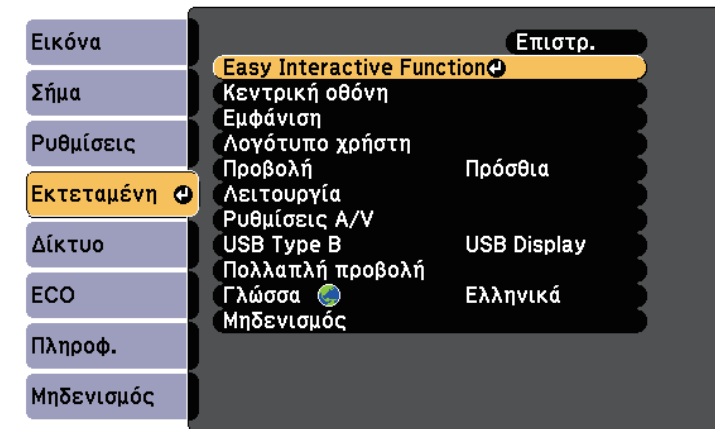 Εικόνα
Σήμα
Ρυθμίσεις
Εκτεταμένη
Δίκτυο
ECO
Πληροφ.
Μηδενισμός
Επιστρ.
Easy Interactive Function
Κεντρική οθόνη
Εμφάνιση
Λογότυπο χρήστη
Προβολή Πρόσθια
Λειτουργία
Ρυθμίσεις A/V
USB Type B USB Display
Πολλαπλή προβολή
Γλώσσα Ελληνικά
Μηδενισμός